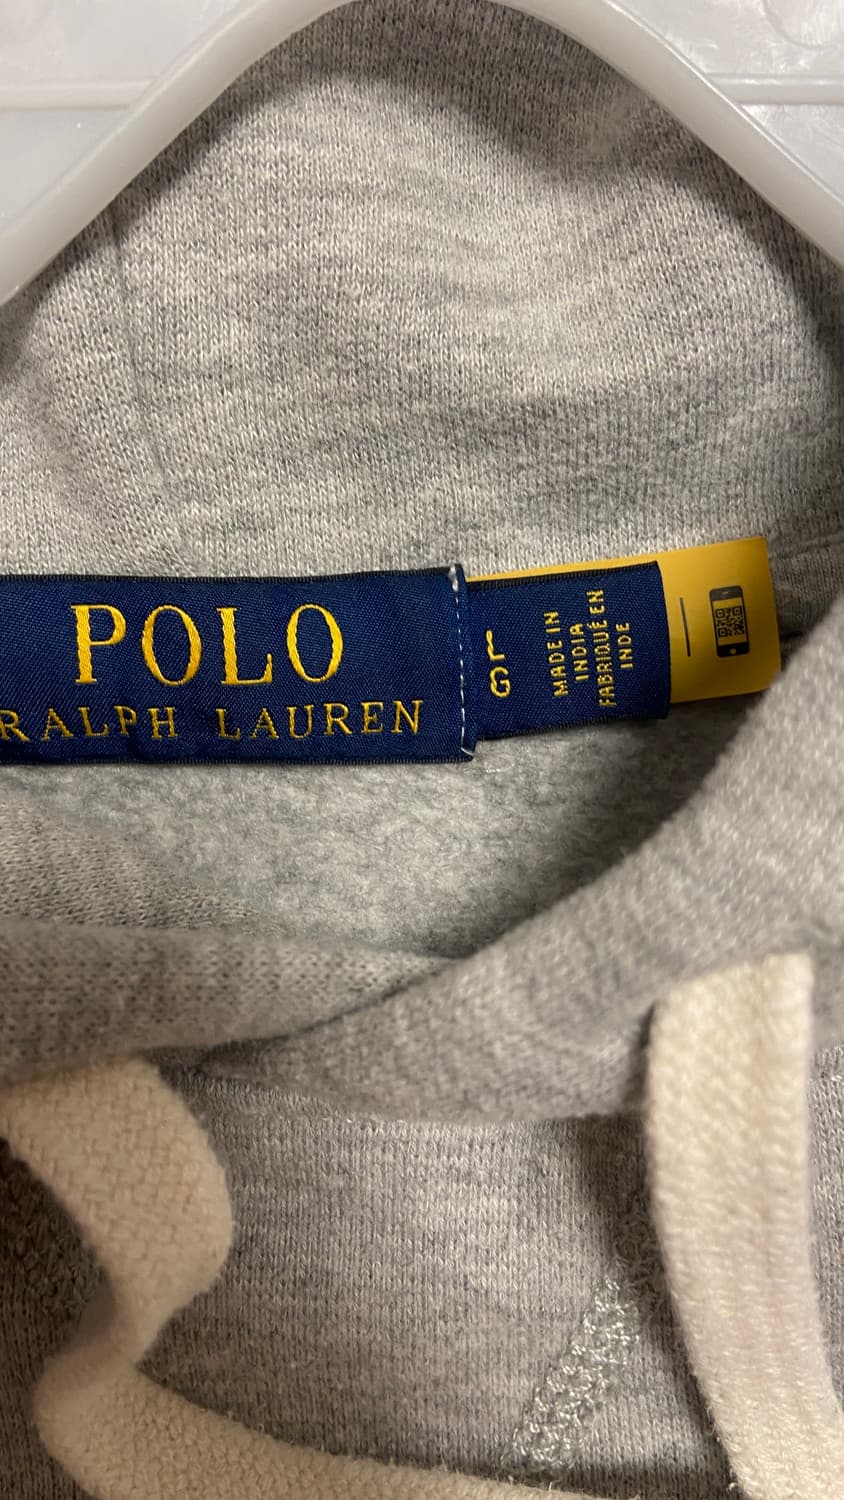 POLO
RALPH LAUREN
L
G
MADE IN
INDIA
FABRIQUÉ EN
INDE